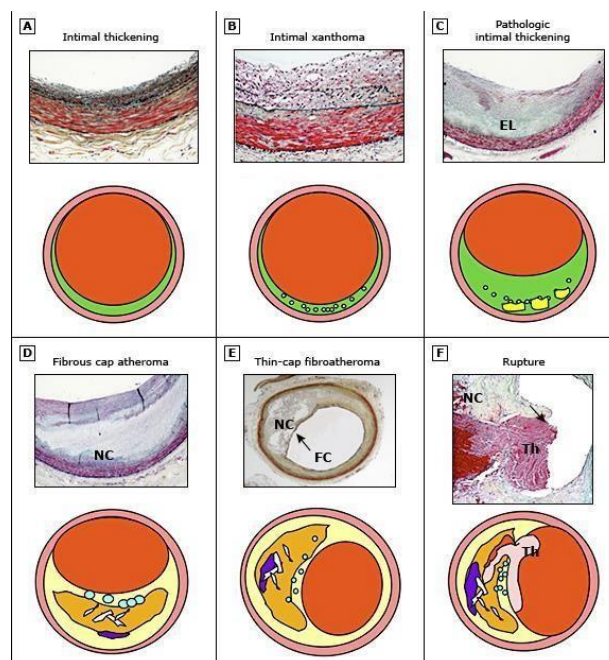 A
Intimal thickening
B
Intimal xanthoma
C
Pathologic
intimal thickening
EL
D
Fibrous cap atheroma
NC
E
Thin-cap fibroatheroma
NC
FC
F
Rupture
NC
Th
Th